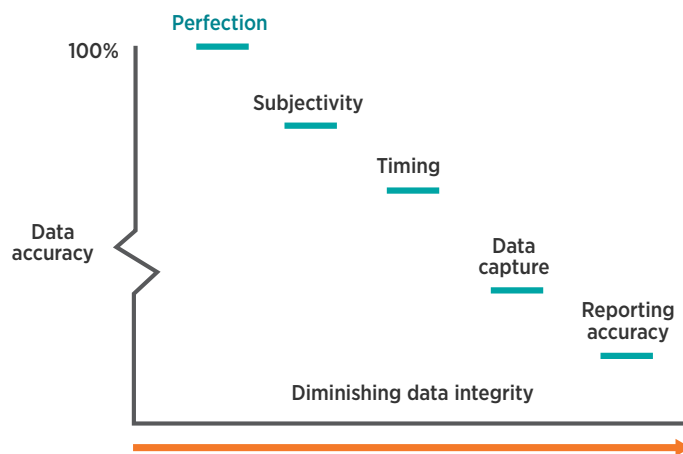 Perfection
100%
Subjectivity
Timing
Data
accuracy
Data
capture
Reporting
accuracy
Diminishing data integrity